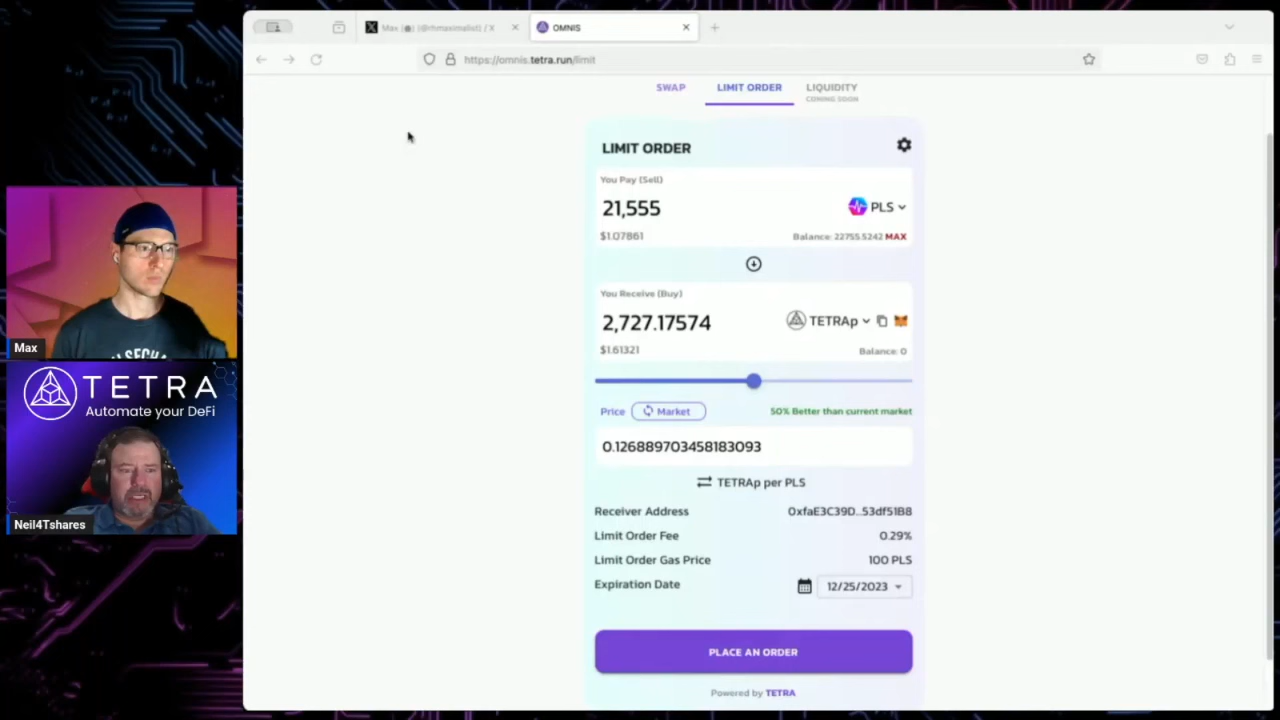 Max (●) (@rhmaximalist) / X
OMNIS
https://omnis.tetra.run/limit
SWAP
LIMIT ORDER
LIQUIDITY
COMING SOON
LIMIT ORDER
You Pay (Sell)
21,555
PLS
$1.07861
Balance: 22755.5242 MAX
You Receive (Buy)
2,727.17574
TETRAp
$1.61321
Balance: 0
Price
Market
50% Better than current market
0.126889703458183093
TETRAp per PLS
Receiver Address
0xfaE3C39D...53df51B8
Limit Order Fee
0.29%
Limit Order Gas Price
100 PLS
Expiration Date
12/25/2023
PLACE AN ORDER
Powered by TETRA
Max
TETRA
Automate your DeFi
Neil4Tshares